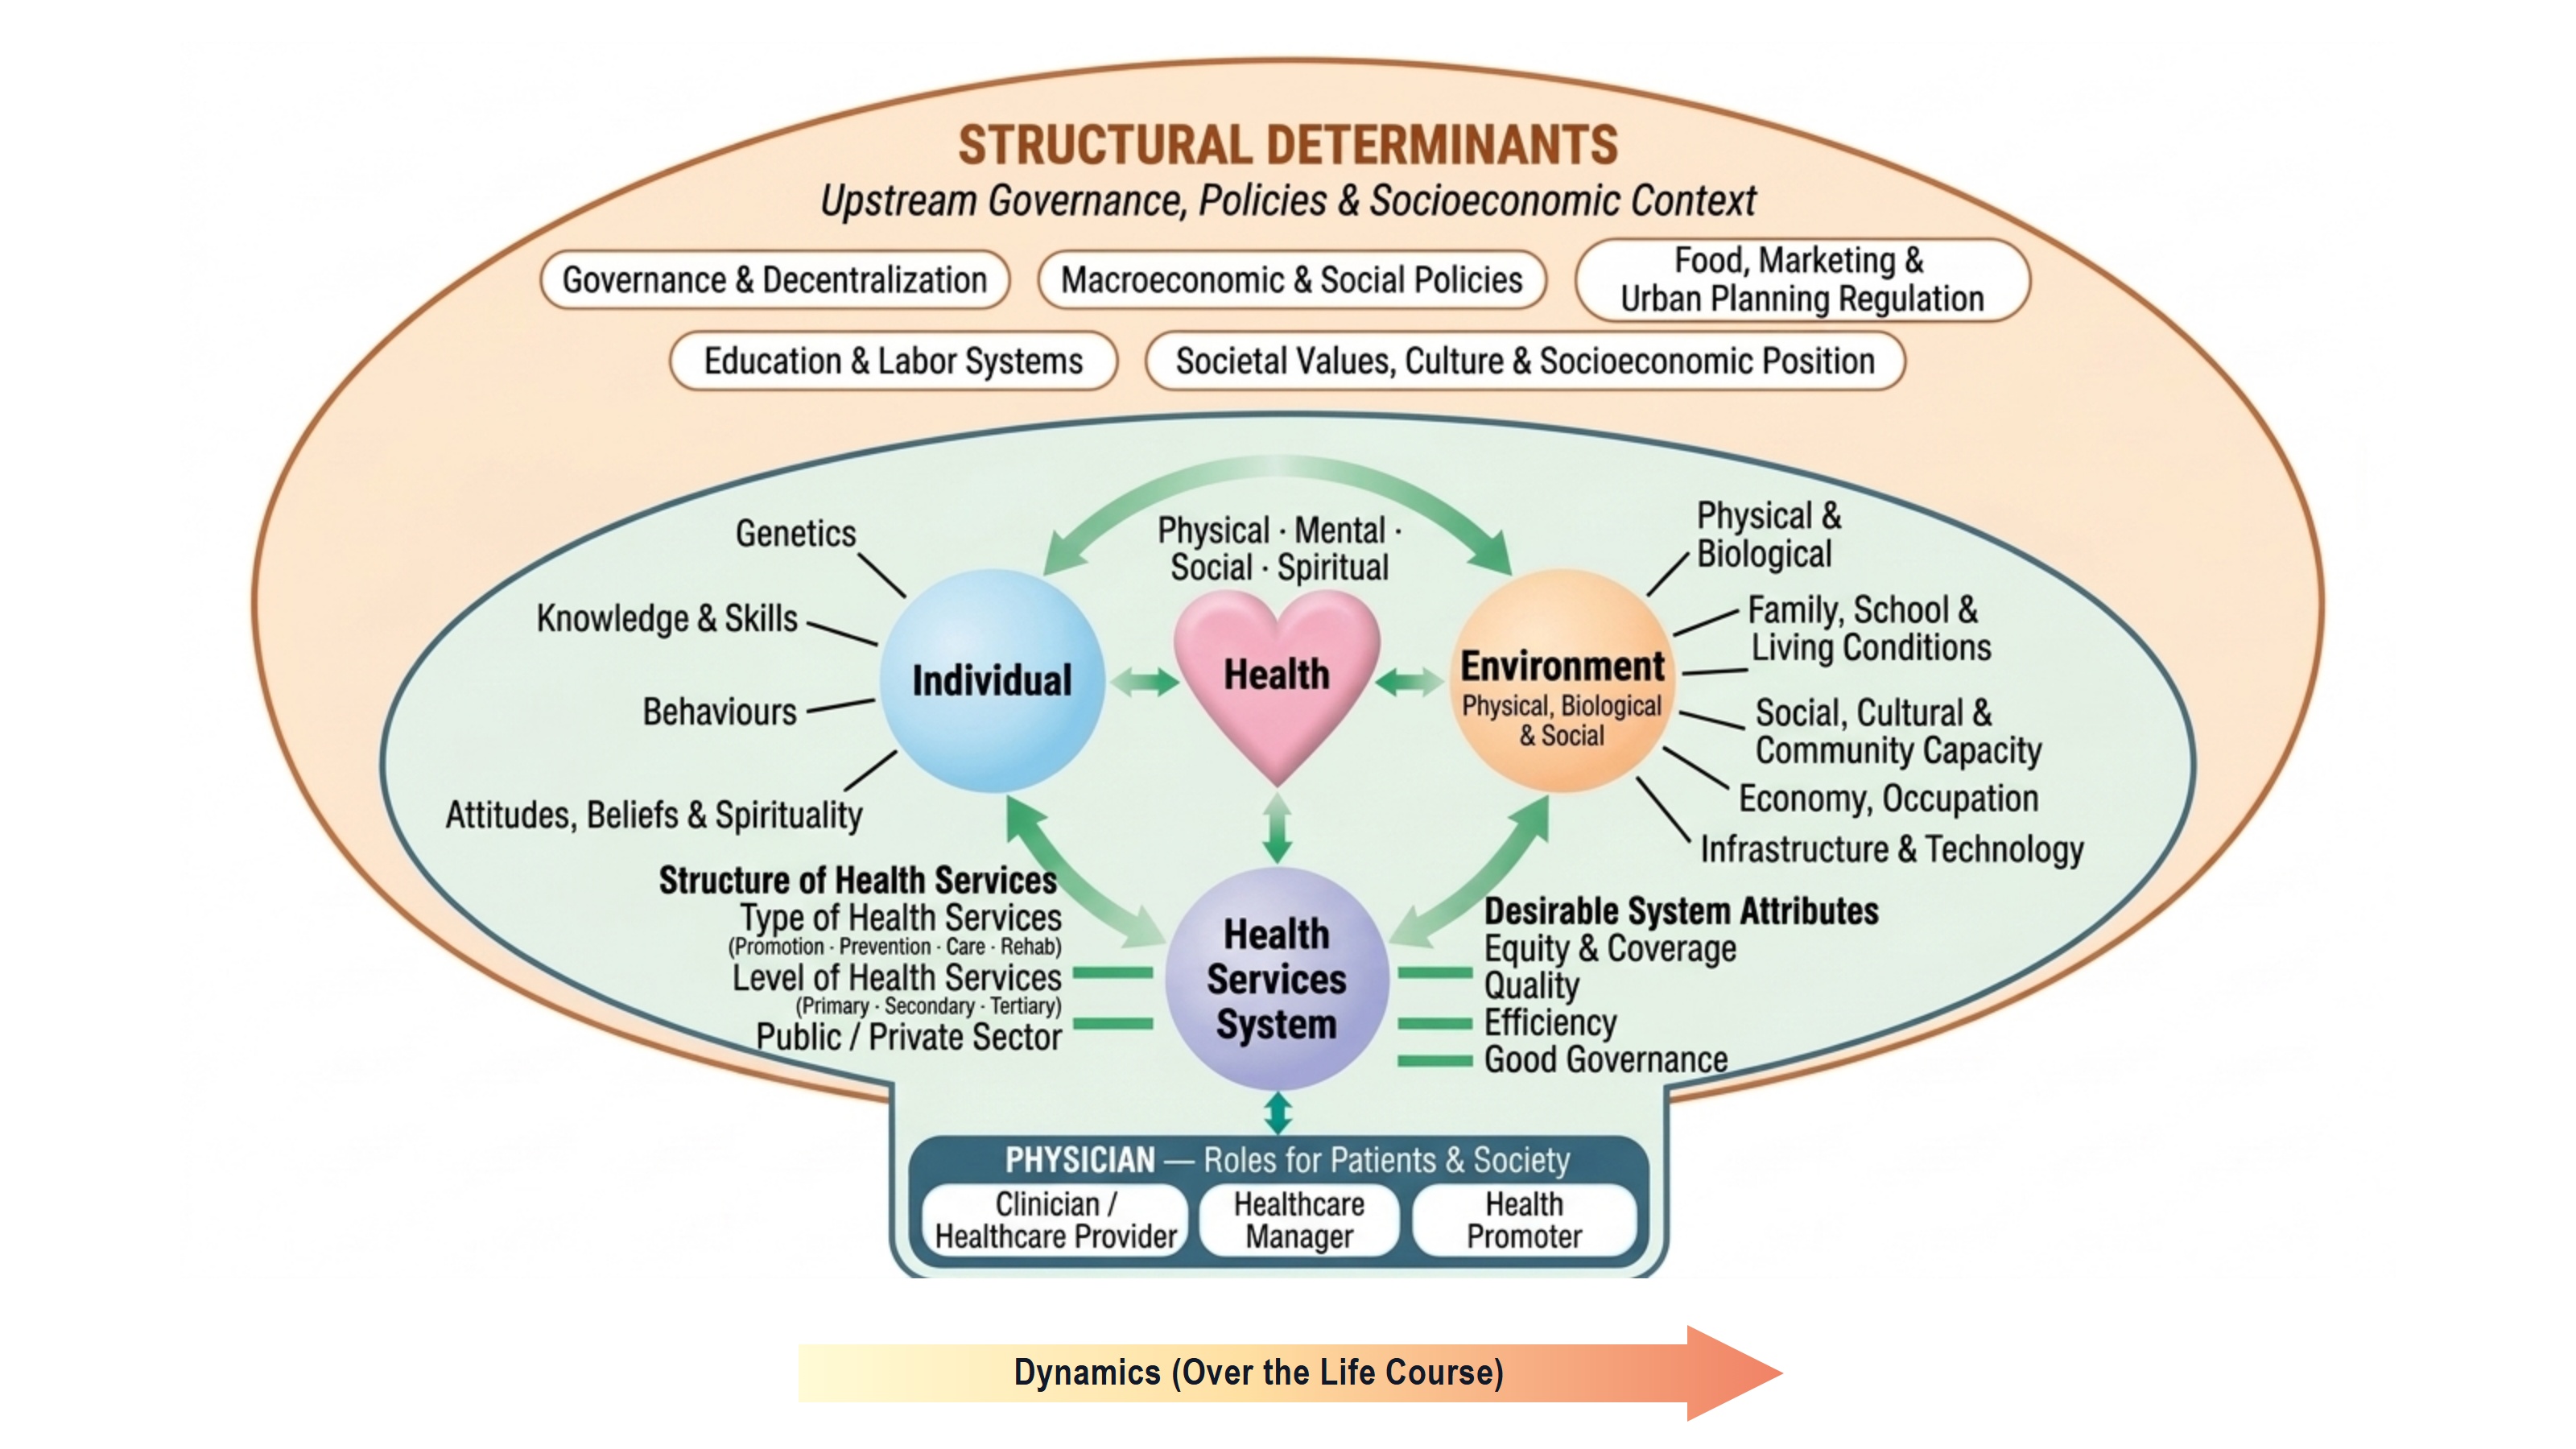 STRUCTURAL DETERMINANTS
Upstream Governance, Policies & Socioeconomic Context
Governance & Decentralization
Macroeconomic & Social Policies
Food, Marketing &
Urban Planning Regulation
Education & Labor Systems
Societal Values, Culture & Socioeconomic Position
Genetics
Knowledge & Skills
Behaviours
Attitudes, Beliefs & Spirituality
Individual
Physical · Mental ·
Social · Spiritual
Health
Environment
Physical, Biological
& Social
Physical &
Biological
Family, School &
Living Conditions
Social, Cultural &
Community Capacity
Economy, Occupation
Infrastructure & Technology
Structure of Health Services
Type of Health Services
(Promotion · Prevention · Care · Rehab)
Level of Health Services
(Primary · Secondary · Tertiary)
Public / Private Sector
Health
Services
System
Desirable System Attributes
Equity & Coverage
Quality
Efficiency
Good Governance
PHYSICIAN — Roles for Patients & Society
Clinician /
Healthcare Provider
Healthcare
Manager
Health
Promoter
Dynamics (Over the Life Course)